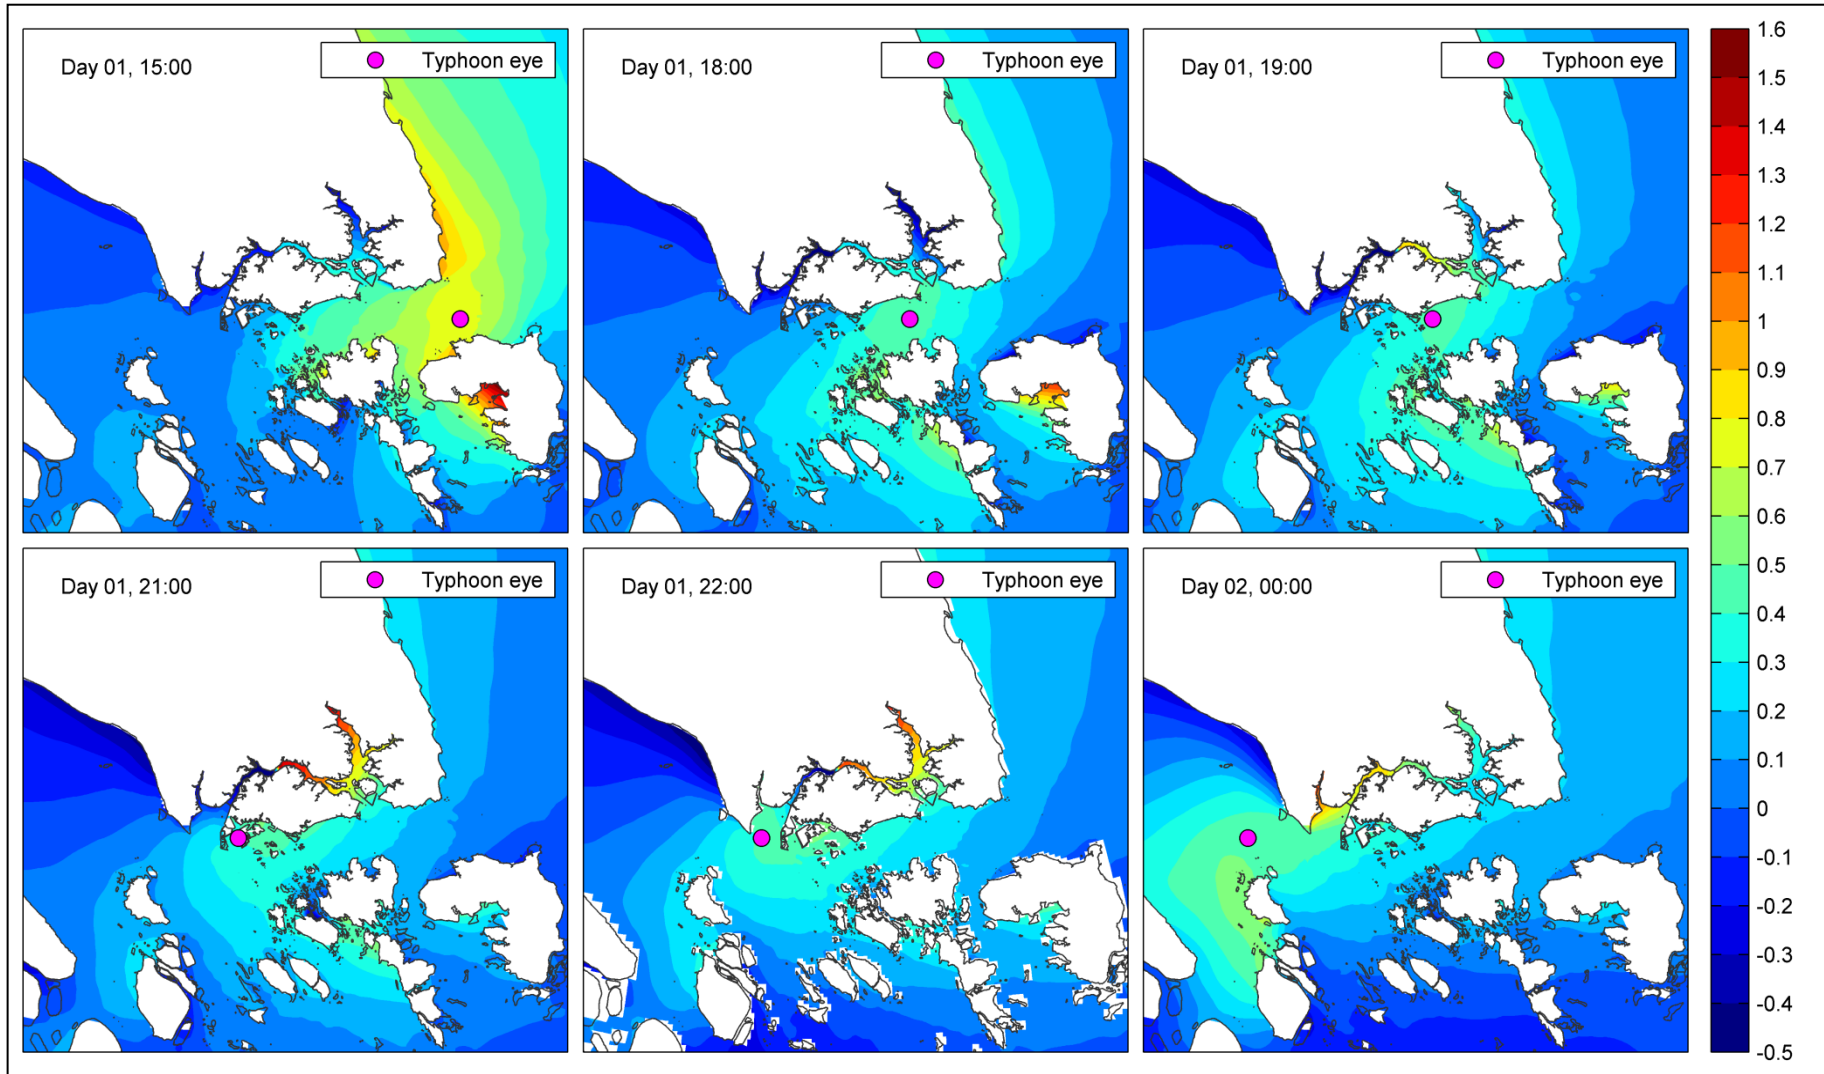 Day 01, 15:00
Typhoon eye
Day 01, 18:00
Typhoon eye
Day 01, 19:00
Typhoon eye
Day 01, 21:00
Typhoon eye
Day 01, 22:00
Typhoon eye
Day 02, 00:00
Typhoon eye
1.6
1.5
1.4
1.3
1.2
1.1
1
0.9
0.8
0.7
0.6
0.5
0.4
0.3
0.2
0.1
0
-0.1
-0.2
-0.3
-0.4
-0.5